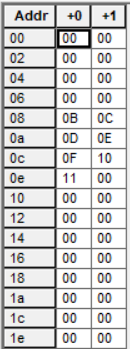 Addr +0 +1
00 00 00
02 00 00
04 00 00
06 00 00
08 0B 0C
0a 0D 0E
0c 0F 10
0e 11 00
10 00 00
12 00 00
14 00 00
16 00 00
18 00 00
1a 00 00
1c 00 00
1e 00 00